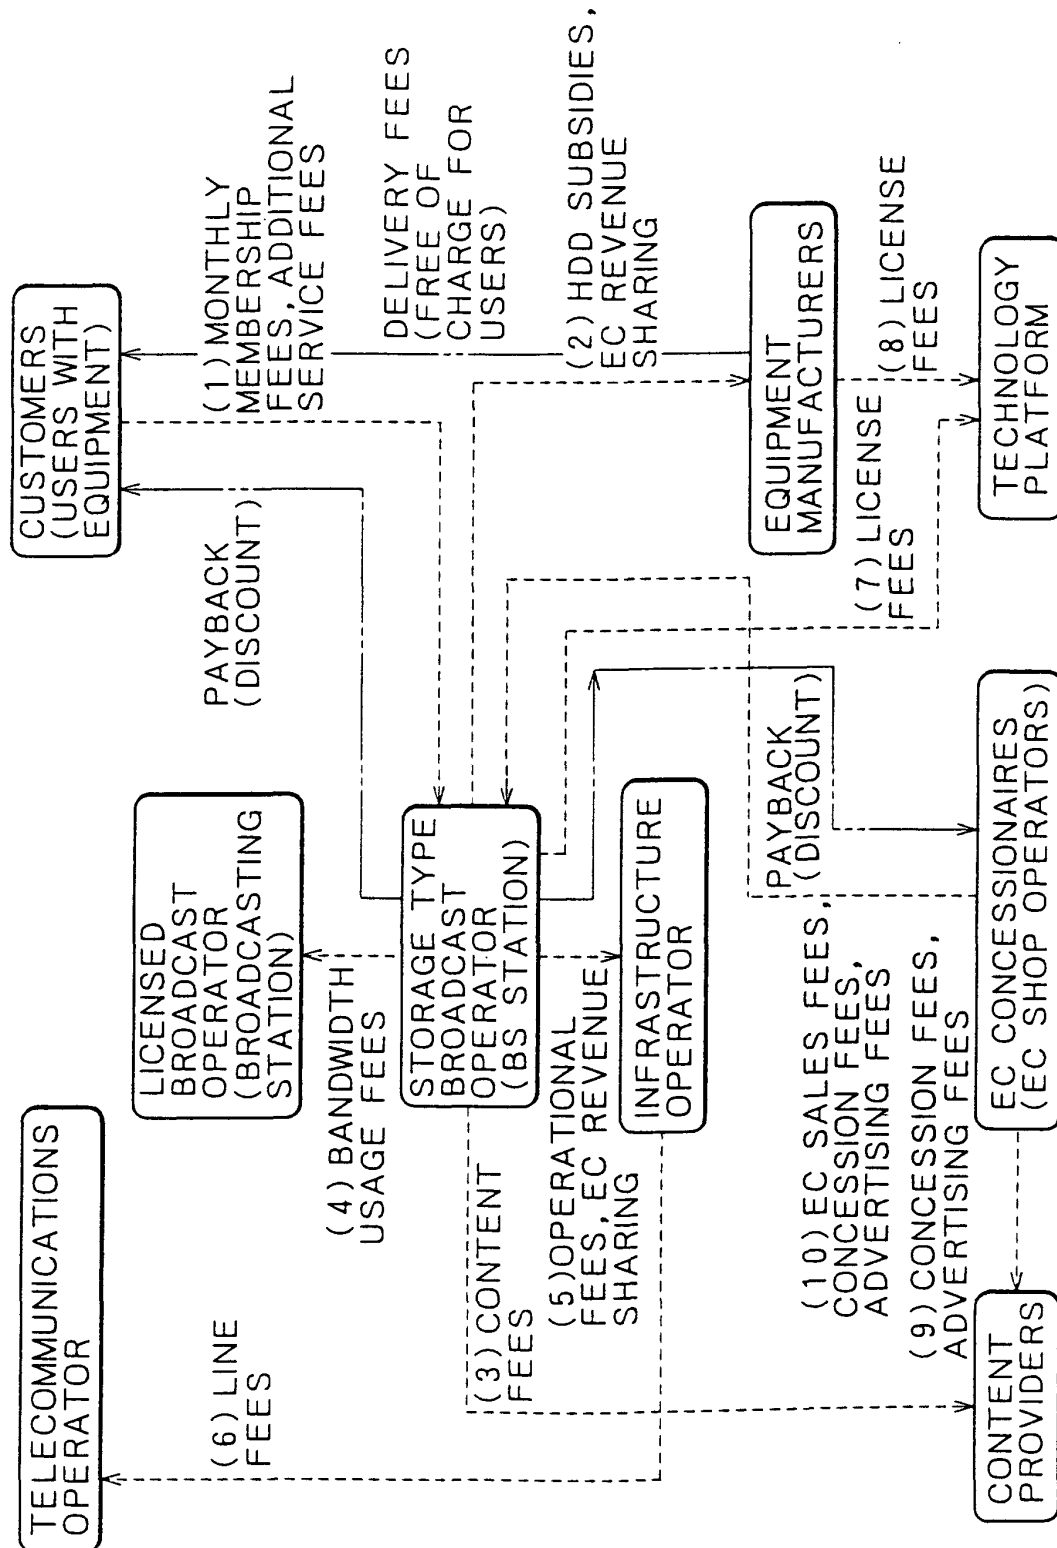 TELECOMMUNICATIONS
OPERATOR
LICENSED
BROADCAST
OPERATOR
(BROADCASTING
STATION)
CUSTOMERS
(USERS WITH
EQUIPMENT)
(6) LINE
FEES
(4) BANDWIDTH
USAGE FEES
PAYBACK
(DISCOUNT)
(1) MONTHLY
MEMBERSHIP
FEES, ADDITIONAL
SERVICE FEES
STORAGE TYPE
BROADCAST
OPERATOR
(BS STATION)
DELIVERY FEES
(FREE OF
CHARGE FOR
USERS)
(3) CONTENT
FEES
(5) OPERATIONAL
FEES, EC REVENUE
SHARING
(2) HDD SUBSIDIES,
EC REVENUE
SHARING
INFRASTRUCTURE
OPERATOR
EQUIPMENT
MANUFACTURERS
PAYBACK
(DISCOUNT)
(10) EC SALES FEES,
CONCESSION FEES,
ADVERTISING FEES
(9) CONCESSION FEES,
ADVERTISING FEES
(7) LICENSE
FEES
(8) LICENSE
FEES
CONTENT
PROVIDERS
EC CONCESSIONAIRES
(EC SHOP OPERATORS)
TECHNOLOGY
PLATFORM